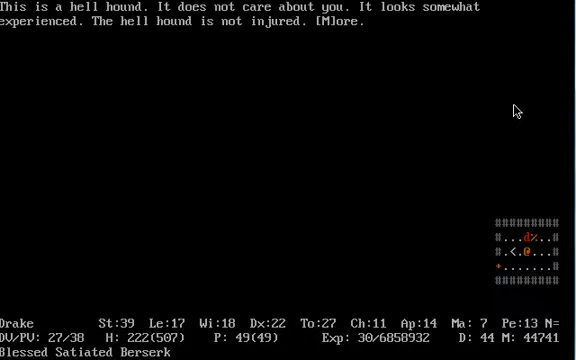 This is a hell hound. It does not care about you. It looks somewhat
experienced. The hell hound is not injured. [M]ore.
#########
#...d%..#
#.<.@...#
+.......#
#########
Drake St:39 Le:17 Wi:18 Dx:22 To:27 Ch:11 Ap:14 Ma: 7 Pe:13 N=
DV/PV: 27/38 H: 222(507) P: 49(49) Exp: 30/6858932 D: 44 M: 44741
Blessed Satiated Berserk